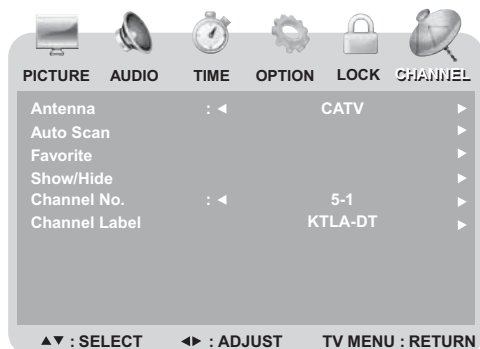 PICTURE AUDIO TIME OPTION LOCK CHANNEL
Antenna : ◄ CATV ►
Auto Scan ►
Favorite ►
Show/Hide ►
Channel No. : ◄ 5-1 ►
Channel Label KTLA-DT ►
▲▼ : SELECT ◄► : ADJUST TV MENU : RETURN